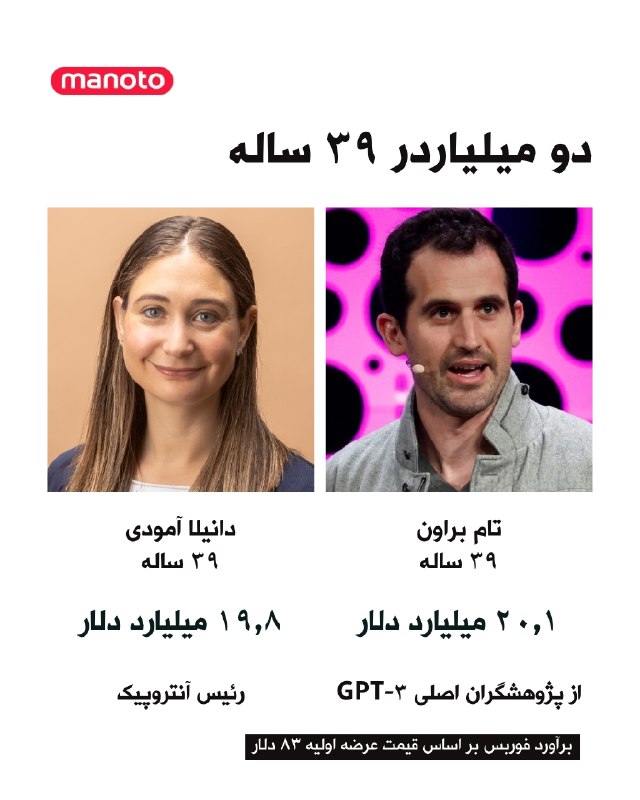 manoto
دو میلیاردر ۳۹ ساله
تام براون
۳۹ ساله
۲۰,۱ میلیارد دلار
از پژوهشگران اصلی GPT-۳
دانیلا آمودی
۳۹ ساله
۱۹,۸ میلیارد دلار
رئیس آنتروپیک
برآورد فوربس بر اساس قیمت عرضه اولیه ۸۳ دلار